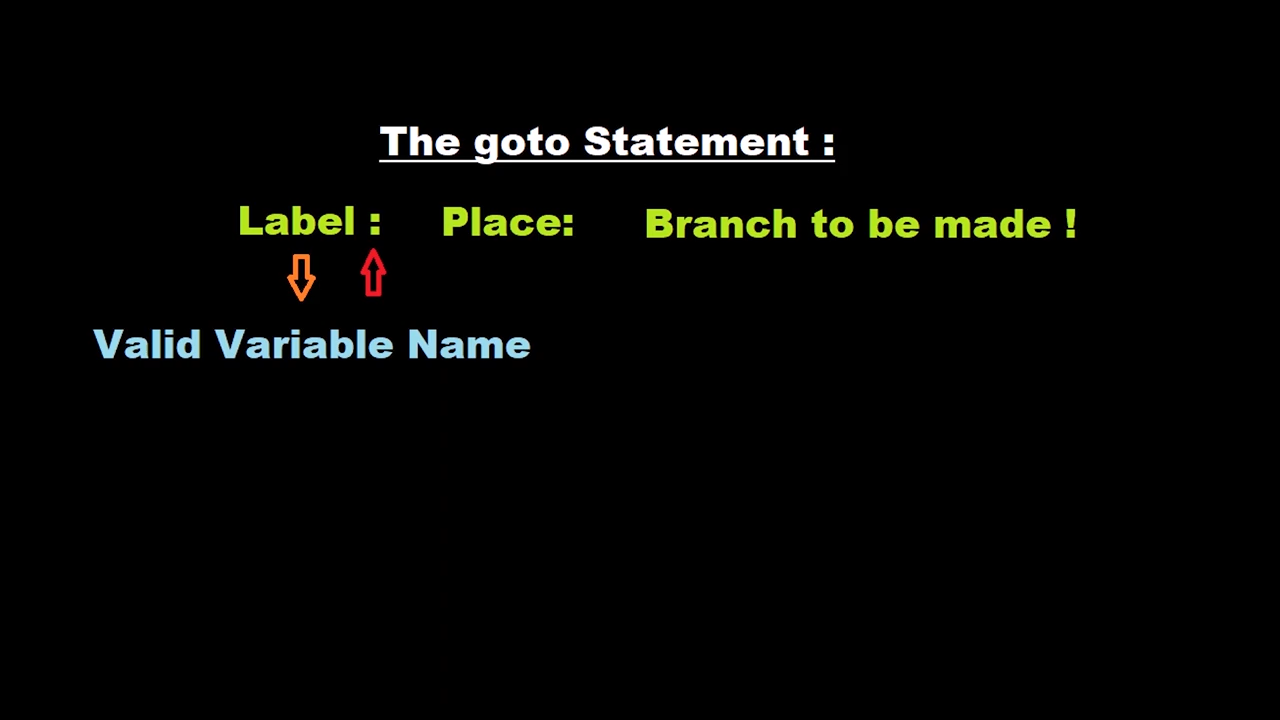 The goto Statement :
Label : Place: Branch to be made !
Valid Variable Name